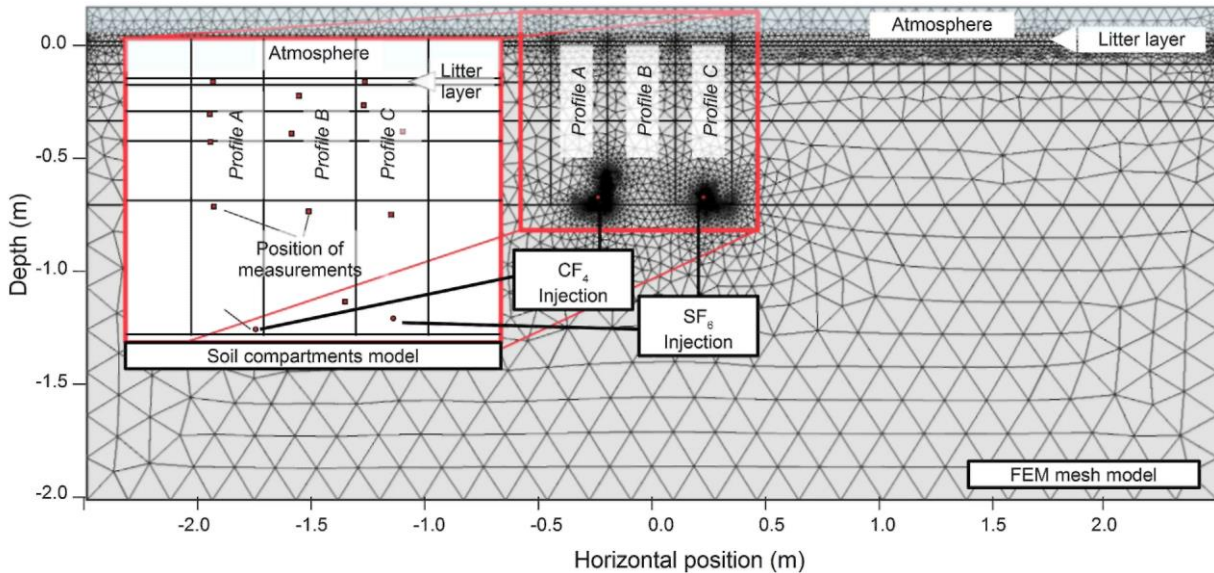 Atmosphere
Litter layer
Atmosphere
Litter
layer
Profile A
Profile B
Profile C
Profile A
Profile B
Profile C
Position of
measurements
CF₄
Injection
SF₆
Injection
Soil compartments model
FEM mesh model
Depth (m)
0.0
-0.5
-1.0
-1.5
-2.0
-2.0
-1.5
-1.0
-0.5
0.0
0.5
1.0
1.5
2.0
Horizontal position (m)